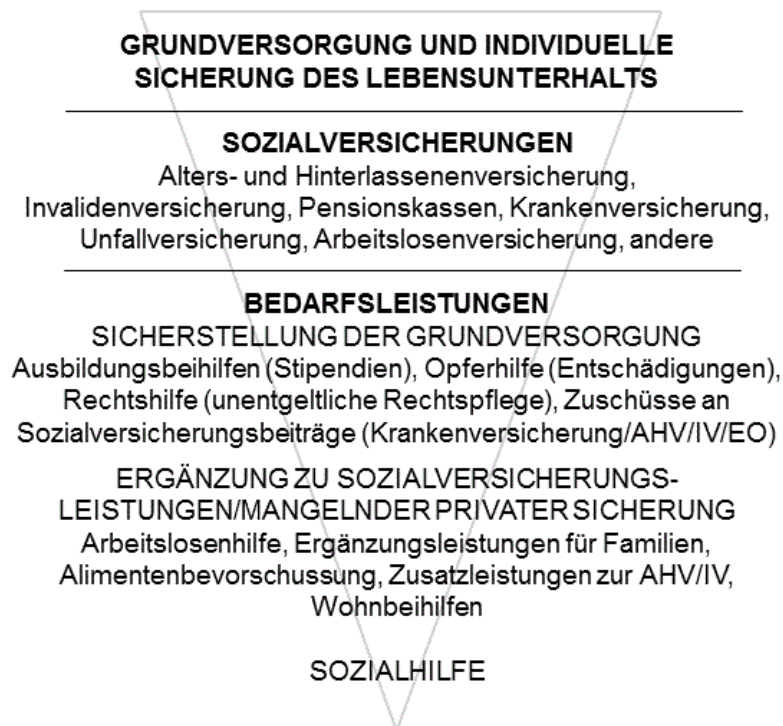 GRUNDVERSORGUNG UND INDIVIDUELLE
SICHERUNG DES LEBENSUNTERHALTS
SOZIALVERSICHERUNGEN
Alters- und Hinterlassenenversicherung,
Invalidenversicherung, Pensionskassen, Krankenversicherung,
Unfallversicherung, Arbeitslosenversicherung, andere
BEDARFSLEISTUNGEN
SICHERSTELLUNG DER GRUNDVERSORGUNG
Ausbildungsbeihilfen (Stipendien), Opferhilfe (Entschädigungen),
Rechtshilfe (unentgeltliche Rechtspflege), Zuschüsse an
Sozialversicherungsbeiträge (Krankenversicherung/AHV/IV/EO)
ERGÄNZUNG ZU SOZIALVERSICHERUNGS-
LEISTUNGEN/MANGELNDER PRIVATER SICHERUNG
Arbeitslosenhilfe, Ergänzungsleistungen für Familien,
Alimentenbevorschussung, Zusatzleistungen zur AHV/IV,
Wohnbeihilfen
SOZIALHILFE